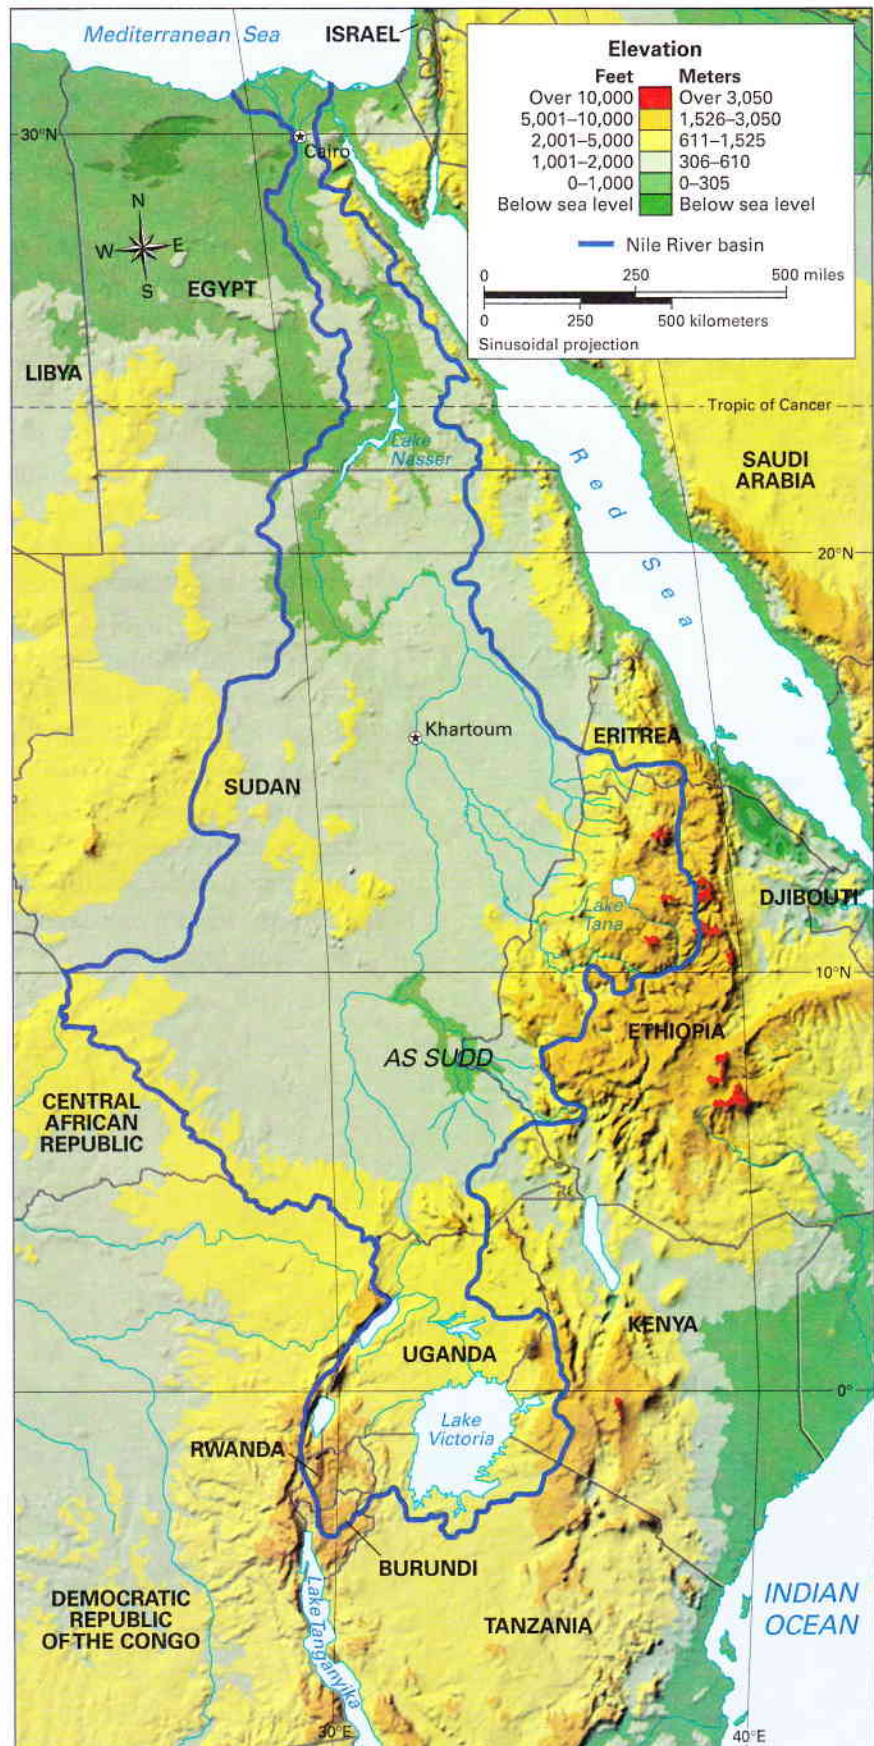 Mediterranean Sea
ISRAEL
Elevation
Feet Meters
Over 10,000 Over 3,050
5,001–10,000 1,526–3,050
2,001–5,000 611–1,525
1,001–2,000 306–610
0–1,000 0–305
Below sea level Below sea level
Nile River basin
0 250 500 miles
0 250 500 kilometers
Sinusoidal projection
30°N
Cairo
N
W E
S
EGYPT
LIBYA
Tropic of Cancer
Lake
Nasser
SAUDI
ARABIA
Red Sea
20°N
Khartoum
ERITREA
SUDAN
Lake
Tana
DJIBOUTI
10°N
ETHIOPIA
AS SUDD
CENTRAL
AFRICAN
REPUBLIC
KENYA
UGANDA
0°
Lake
Victoria
RWANDA
BURUNDI
DEMOCRATIC
REPUBLIC
OF THE CONGO
Lake Tanganyika
TANZANIA
INDIAN
OCEAN
30°E
40°E